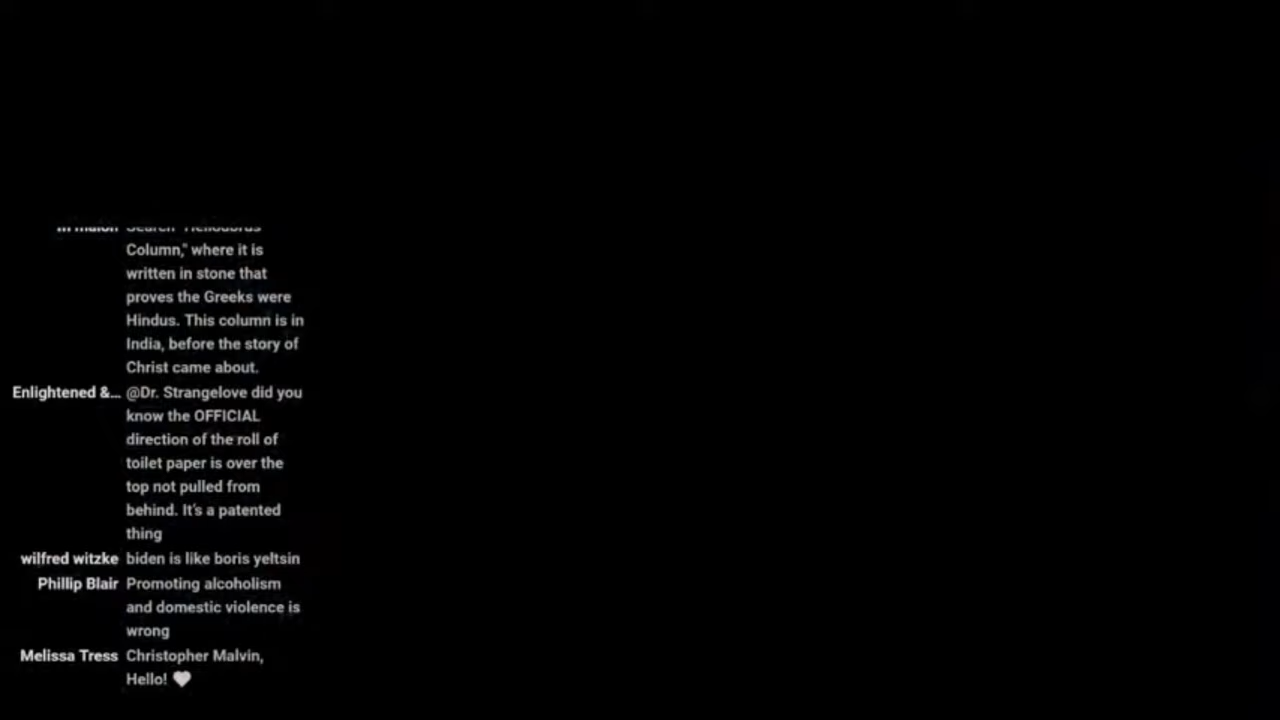 Column," where it is
written in stone that
proves the Greeks were
Hindus. This column is in
India, before the story of
Christ came about.
Enlightened &... @Dr. Strangelove did you
know the OFFICIAL
direction of the roll of
toilet paper is over the
top not pulled from
behind. It's a patented
thing
wilfred witzke biden is like boris yeltsin
Phillip Blair Promoting alcoholism
and domestic violence is
wrong
Melissa Tress Christopher Malvin,
Hello! 🤍